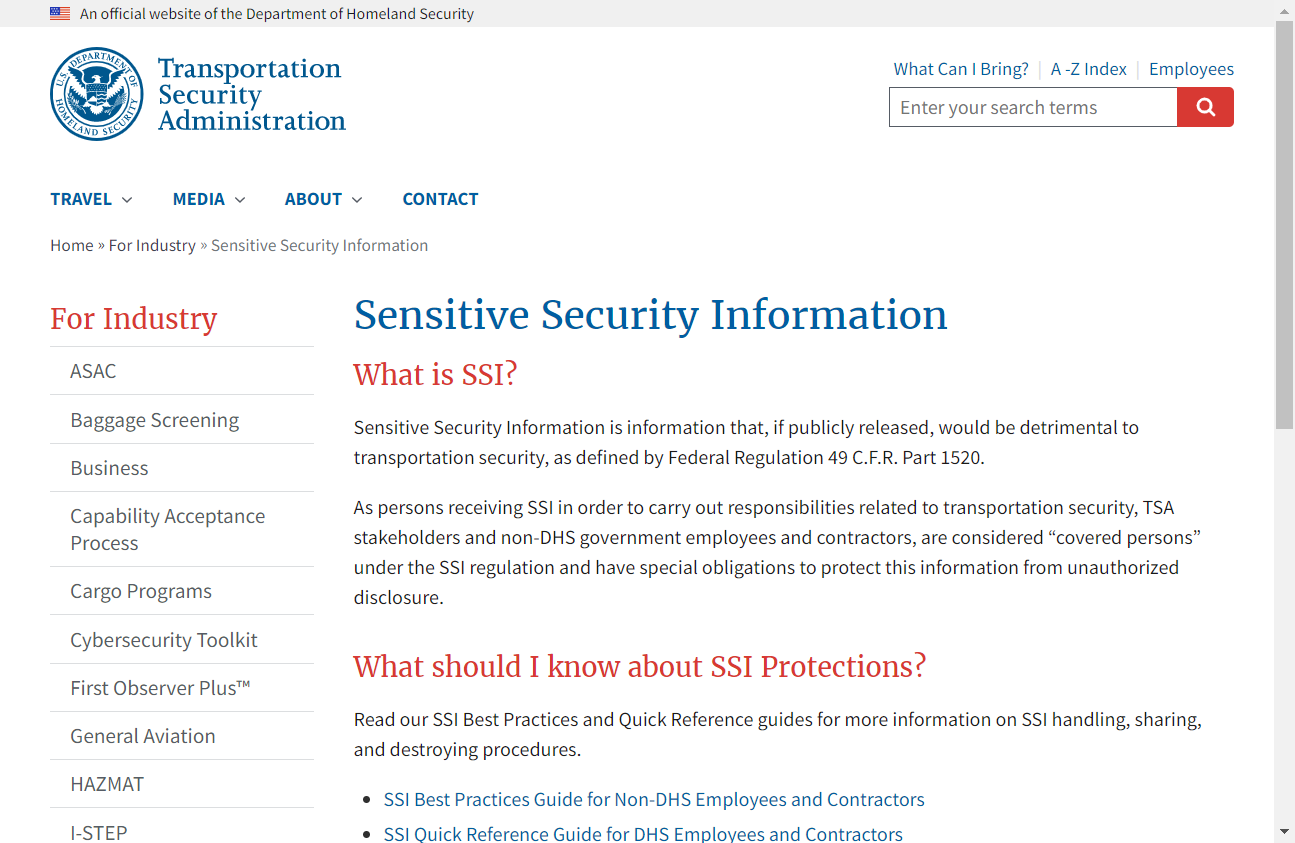 An official website of the Department of Homeland Security
U.S. DEPARTMENT OF
HOMELAND SECURITY
Transportation
Security
Administration
What Can I Bring?
A -Z Index
Employees
Enter your search terms
TRAVEL
MEDIA
ABOUT
CONTACT
Home » For Industry » Sensitive Security Information
For Industry
ASAC
Baggage Screening
Business
Capability Acceptance
Process
Cargo Programs
Cybersecurity Toolkit
First Observer Plus™
General Aviation
HAZMAT
I-STEP
Sensitive Security Information
What is SSI?
Sensitive Security Information is information that, if publicly released, would be detrimental to
transportation security, as defined by Federal Regulation 49 C.F.R. Part 1520.
As persons receiving SSI in order to carry out responsibilities related to transportation security, TSA
stakeholders and non-DHS government employees and contractors, are considered “covered persons”
under the SSI regulation and have special obligations to protect this information from unauthorized
disclosure.
What should I know about SSI Protections?
Read our SSI Best Practices and Quick Reference guides for more information on SSI handling, sharing,
and destroying procedures.
SSI Best Practices Guide for Non-DHS Employees and Contractors
SSI Quick Reference Guide for DHS Employees and Contractors